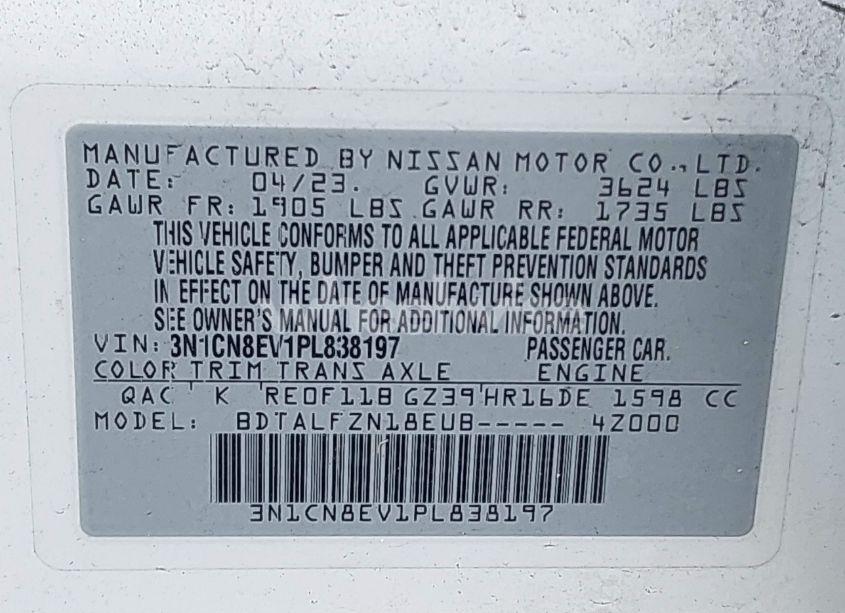 MANUFACTURED BY NISSAN MOTOR CO.,LTD.
DATE: 04/23. GVWR: 3624 LBS
GAWR FR: 1905 LBS GAWR RR: 1735 LBS
THIS VEHICLE CONFORMS TO ALL APPLICABLE FEDERAL MOTOR
VEHICLE SAFETY, BUMPER AND THEFT PREVENTION STANDARDS
IN EFFECT ON THE DATE OF MANUFACTURE SHOWN ABOVE.
SEE OWNER'S MANUAL FOR ADDITIONAL INFORMATION.
VIN: 3N1CN8EV1PL838197 PASSENGER CAR.
COLOR TRIM TRANS AXLE ENGINE
QAC K RE0F11B GZ39 HR16DE 1598 CC
MODEL: BDTALFZN18EUB----- 4Z000
3N1CN8EV1PL838197